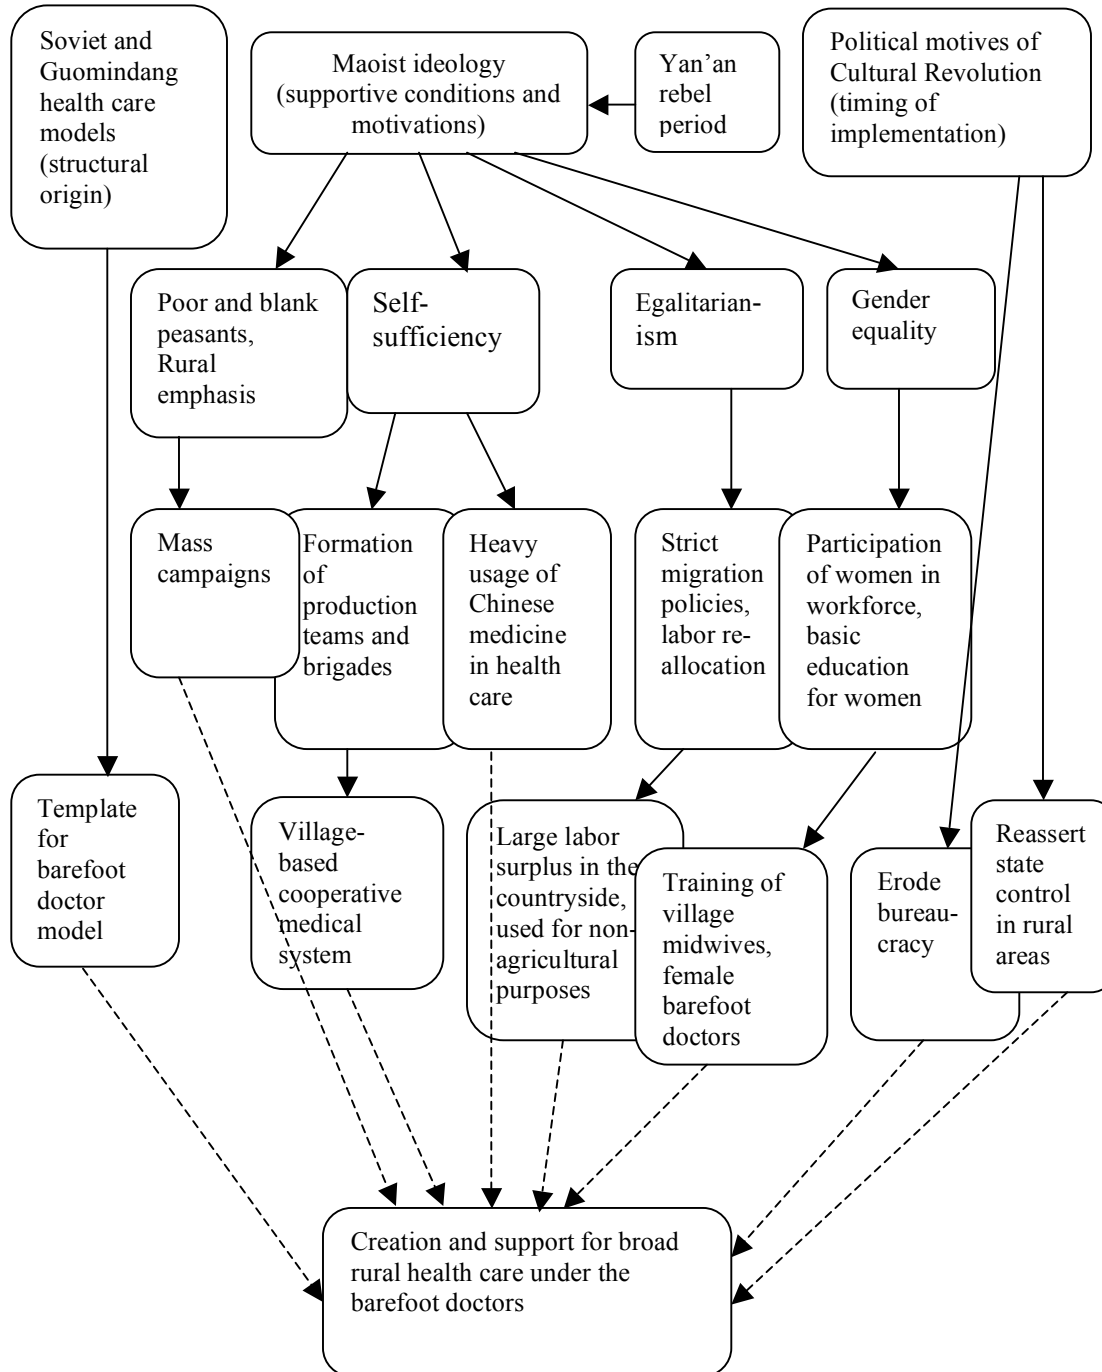 Soviet and
Guomindang
health care
models
(structural
origin)
Maoist ideology
(supportive conditions and
motivations)
Yan’an
rebel
period
Political motives of
Cultural Revolution
(timing of
implementation)
Poor and blank
peasants,
Rural
emphasis
Self-
sufficiency
Egalitarian-
ism
Gender
equality
Mass
campaigns
Formation
of
production
teams and
brigades
Heavy
usage of
Chinese
medicine
in health
care
Strict
migration
policies,
labor re-
allocation
Participation
of women in
workforce,
basic
education
for women
Template
for
barefoot
doctor
model
Village-
based
cooperative
medical
system
Large labor
surplus in the
countryside,
used for non-
agricultural
purposes
Training of
village
midwives,
female
barefoot
doctors
Erode
bureau-
cracy
Reassert
state
control
in rural
areas
Creation and support for broad
rural health care under the
barefoot doctors